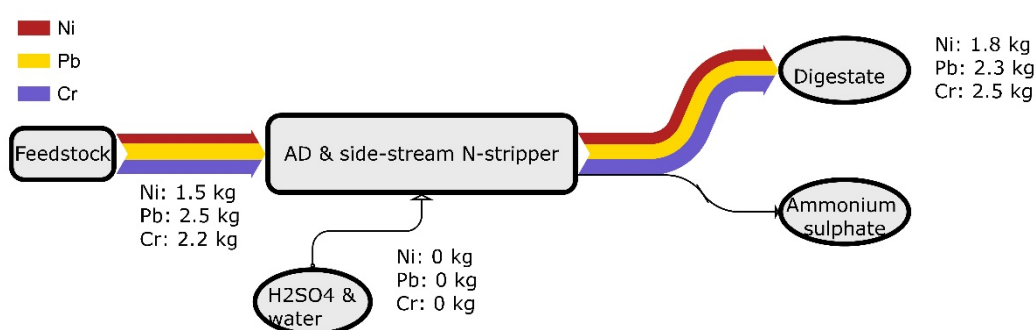 Ni
Pb
Cr
Feedstock
Ni: 1.5 kg
Pb: 2.5 kg
Cr: 2.2 kg
AD & side-stream N-stripper
H2SO4 &
water
Ni: 0 kg
Pb: 0 kg
Cr: 0 kg
Digestate
Ni: 1.8 kg
Pb: 2.3 kg
Cr: 2.5 kg
Ammonium
sulphate